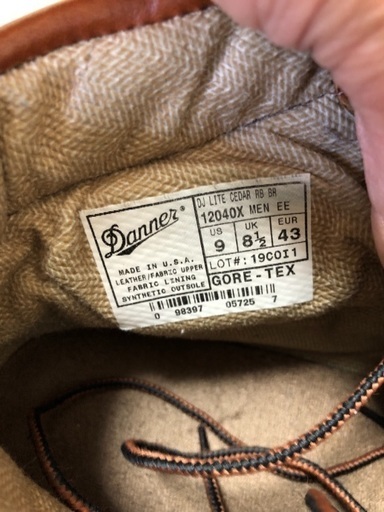 Danner®
MADE IN U.S.A.
LEATHER/FABRIC UPPER
FABRIC LINING
SYNTHETIC OUTSOLE
DJ LITE CEDAR RB BR
12040X MEN EE
US UK EUR
9 8½ 43
LOT#: 19C0I1
GORE-TEX
0 98397 05725 7